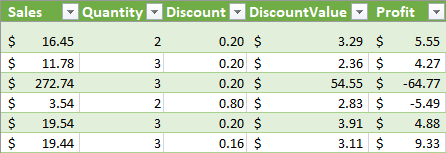 Sales Quantity Discount DiscountValue Profit
$ 16.45 2 0.20 $ 3.29 $ 5.55
$ 11.78 3 0.20 $ 2.36 $ 4.27
$ 272.74 3 0.20 $ 54.55 $ -64.77
$ 3.54 2 0.80 $ 2.83 $ -5.49
$ 19.54 3 0.20 $ 3.91 $ 4.88
$ 19.44 3 0.16 $ 3.11 $ 9.33